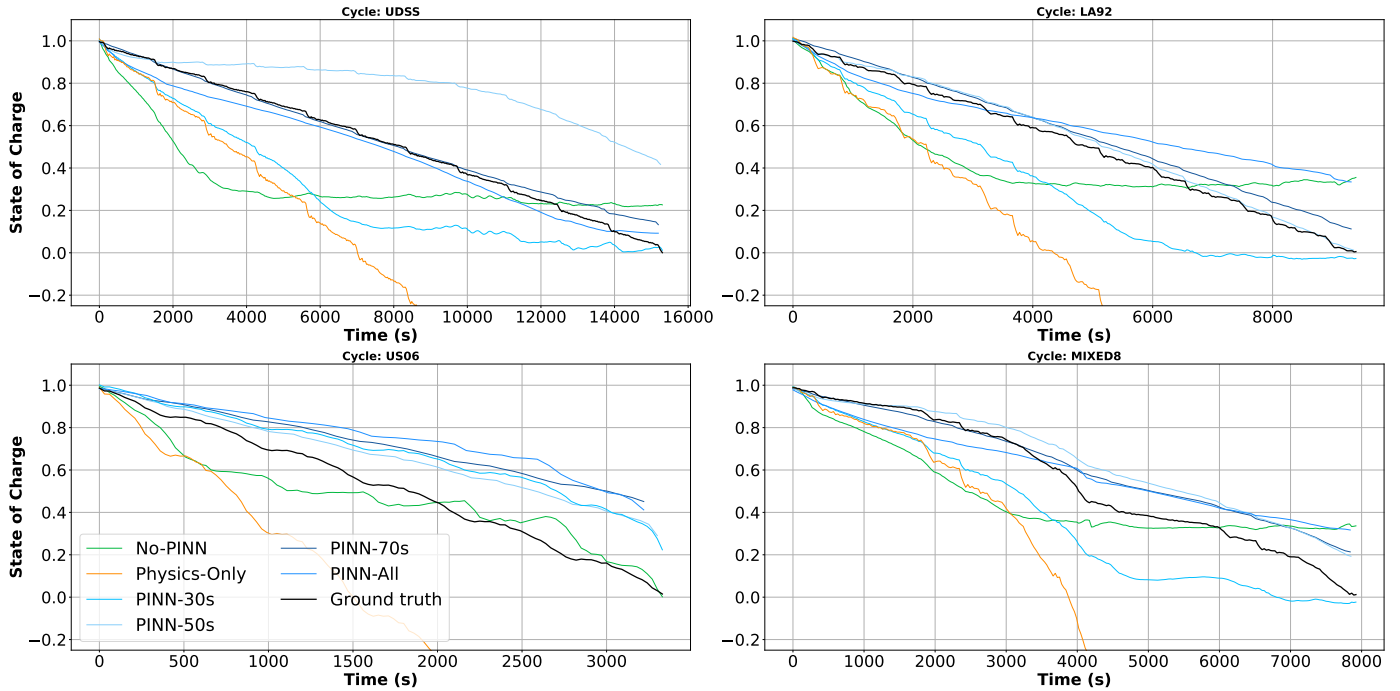 Cycle: UDSS
State of Charge
1.0
0.8
0.6
0.4
0.2
0.0
−0.2
0 2000 4000 6000 8000 10000 12000 14000 16000
Time (s)
Cycle: LA92
1.0
0.8
0.6
0.4
0.2
0.0
−0.2
0 2000 4000 6000 8000
Time (s)
Cycle: US06
State of Charge
1.0
0.8
0.6
0.4
0.2
0.0
−0.2
No-PINN
Physics-Only
PINN-30s
PINN-50s
PINN-70s
PINN-All
Ground truth
0 500 1000 1500 2000 2500 3000
Time (s)
Cycle: MIXED8
1.0
0.8
0.6
0.4
0.2
0.0
−0.2
0 1000 2000 3000 4000 5000 6000 7000 8000
Time (s)